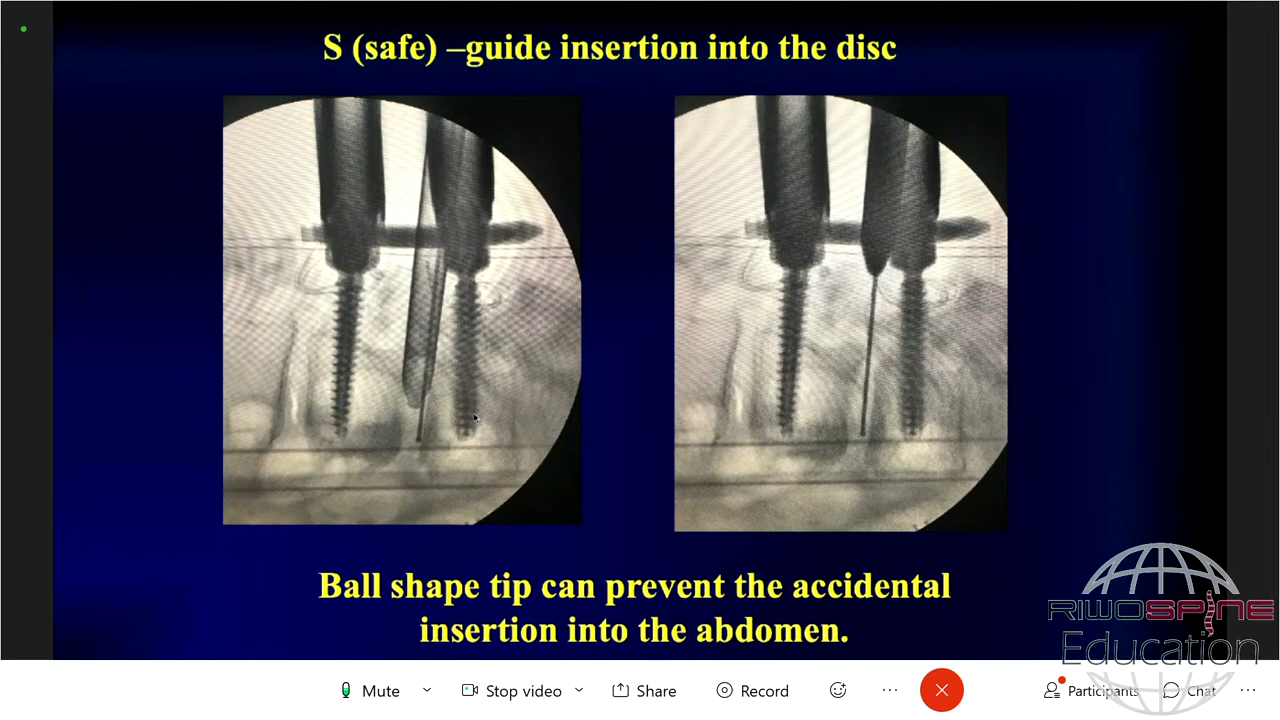 S (safe) –guide insertion into the disc
Ball shape tip can prevent the accidental
insertion into the abdomen.
RIWOSPINE
Education
Mute
Stop video
Share
Record
Participants
Chat